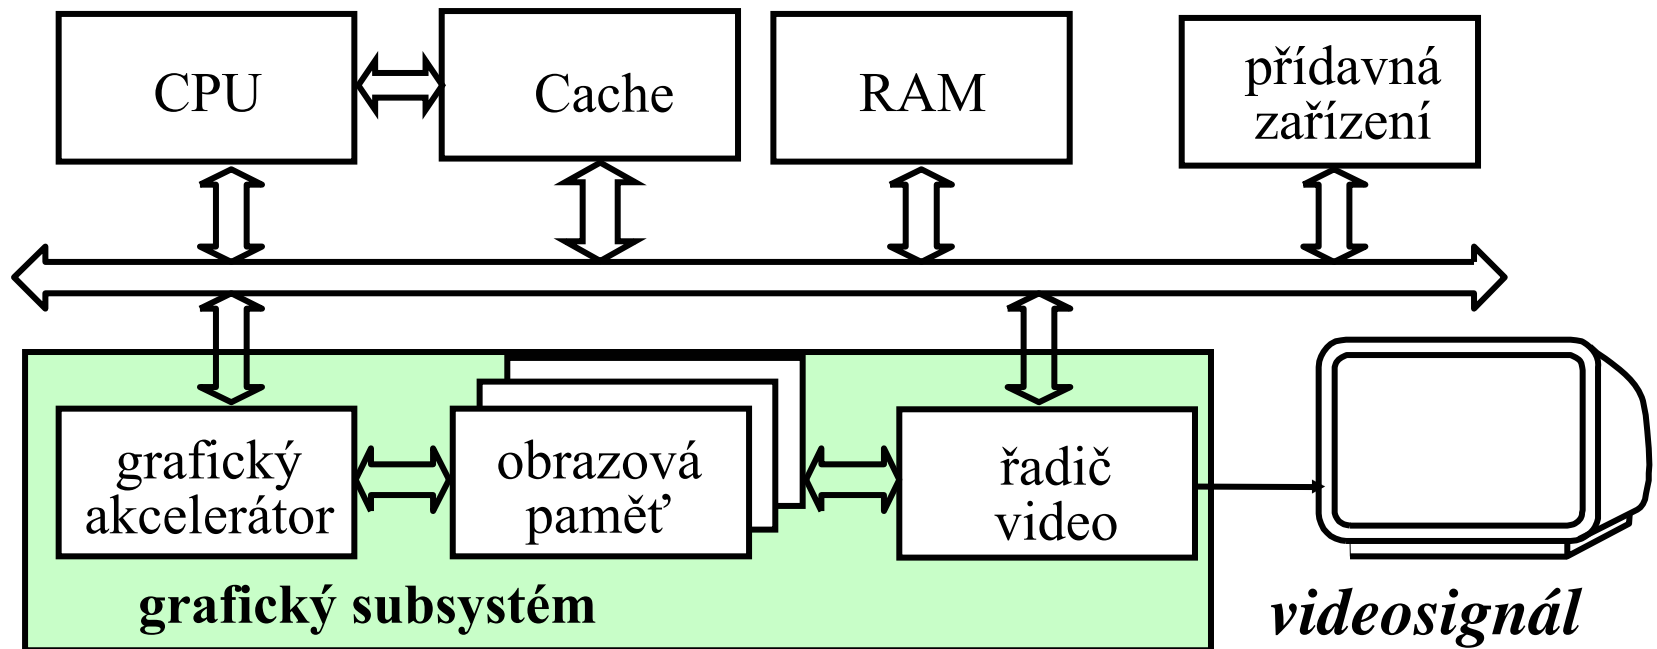 CPU
Cache
RAM
přídavná
zařízení
grafický
akcelerátor
obrazová
paměť
řadič
video
grafický subsystém
videosignál